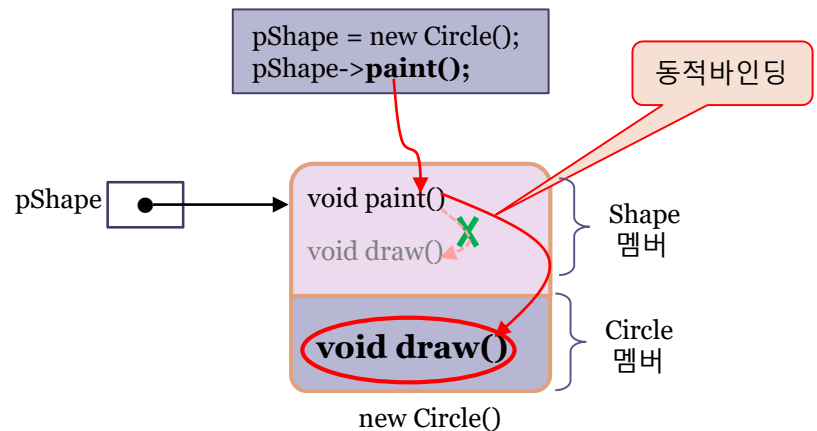 pShape = new Circle();
pShape->paint();
동적바인딩
pShape
void paint()
void draw()
Shape
멤버
void draw()
Circle
멤버
new Circle()